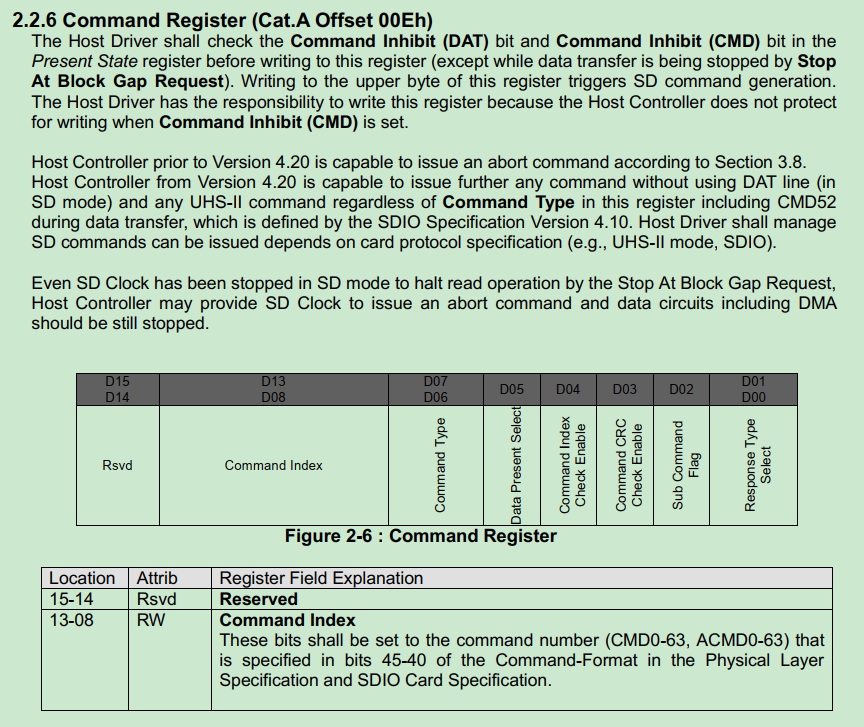 2.2.6 Command Register (Cat.A Offset 00Eh)
The Host Driver shall check the Command Inhibit (DAT) bit and Command Inhibit (CMD) bit in the
Present State register before writing to this register (except while data transfer is being stopped by Stop
At Block Gap Request). Writing to the upper byte of this register triggers SD command generation.
The Host Driver has the responsibility to write this register because the Host Controller does not protect
for writing when Command Inhibit (CMD) is set.
Host Controller prior to Version 4.20 is capable to issue an abort command according to Section 3.8.
Host Controller from Version 4.20 is capable to issue further any command without using DAT line (in
SD mode) and any UHS-II command regardless of Command Type in this register including CMD52
during data transfer, which is defined by the SDIO Specification Version 4.10. Host Driver shall manage
SD commands can be issued depends on card protocol specification (e.g., UHS-II mode, SDIO).
Even SD Clock has been stopped in SD mode to halt read operation by the Stop At Block Gap Request,
Host Controller may provide SD Clock to issue an abort command and data circuits including DMA
should be still stopped.
D15 D13 D07 D05 D04 D03 D02 D01
D14 D08 D06 D00
Rsvd
Command Index
Command Type
Data Present Select
Command Index
Check Enable
Command CRC
Check Enable
Sub Command
Flag
Response Type
Select
Figure 2-6 : Command Register
Location Attrib Register Field Explanation
15-14 Rsvd Reserved
13-08 RW Command Index
These bits shall be set to the command number (CMD0-63, ACMD0-63) that
is specified in bits 45-40 of the Command-Format in the Physical Layer
Specification and SDIO Card Specification.